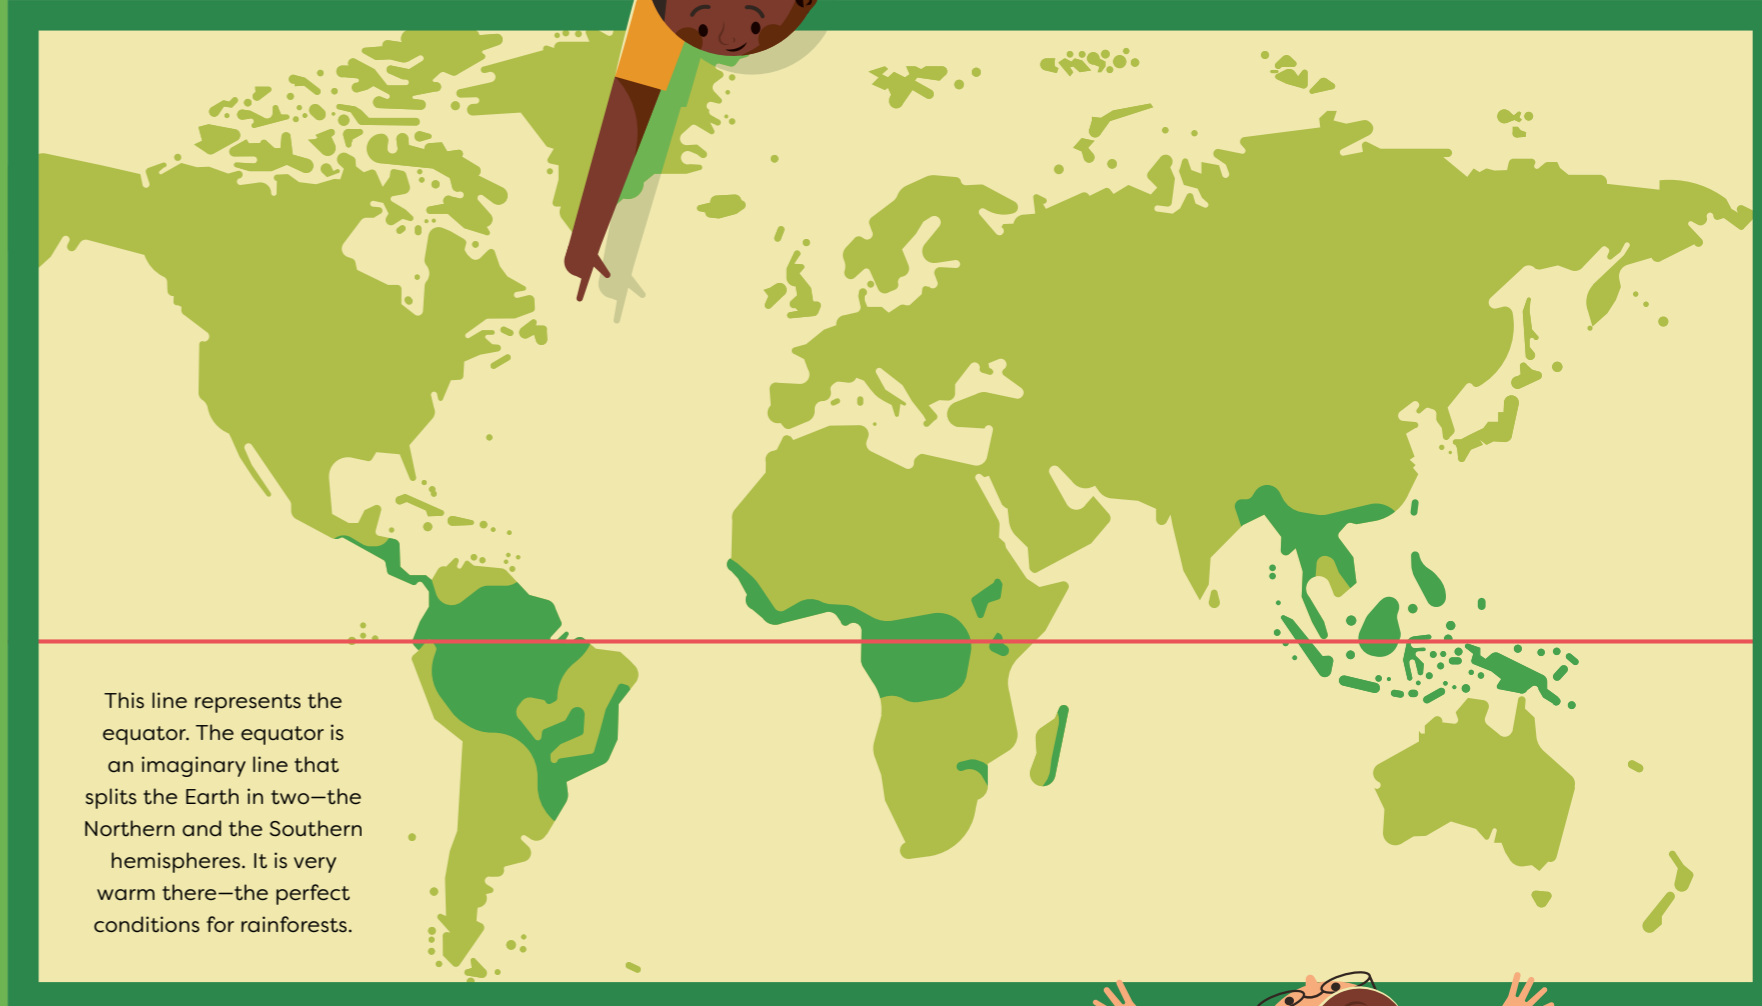 This line represents the
equator. The equator is
an imaginary line that
splits the Earth in two—the
Northern and the Southern
hemispheres. It is very
warm there—the perfect
conditions for rainforests.